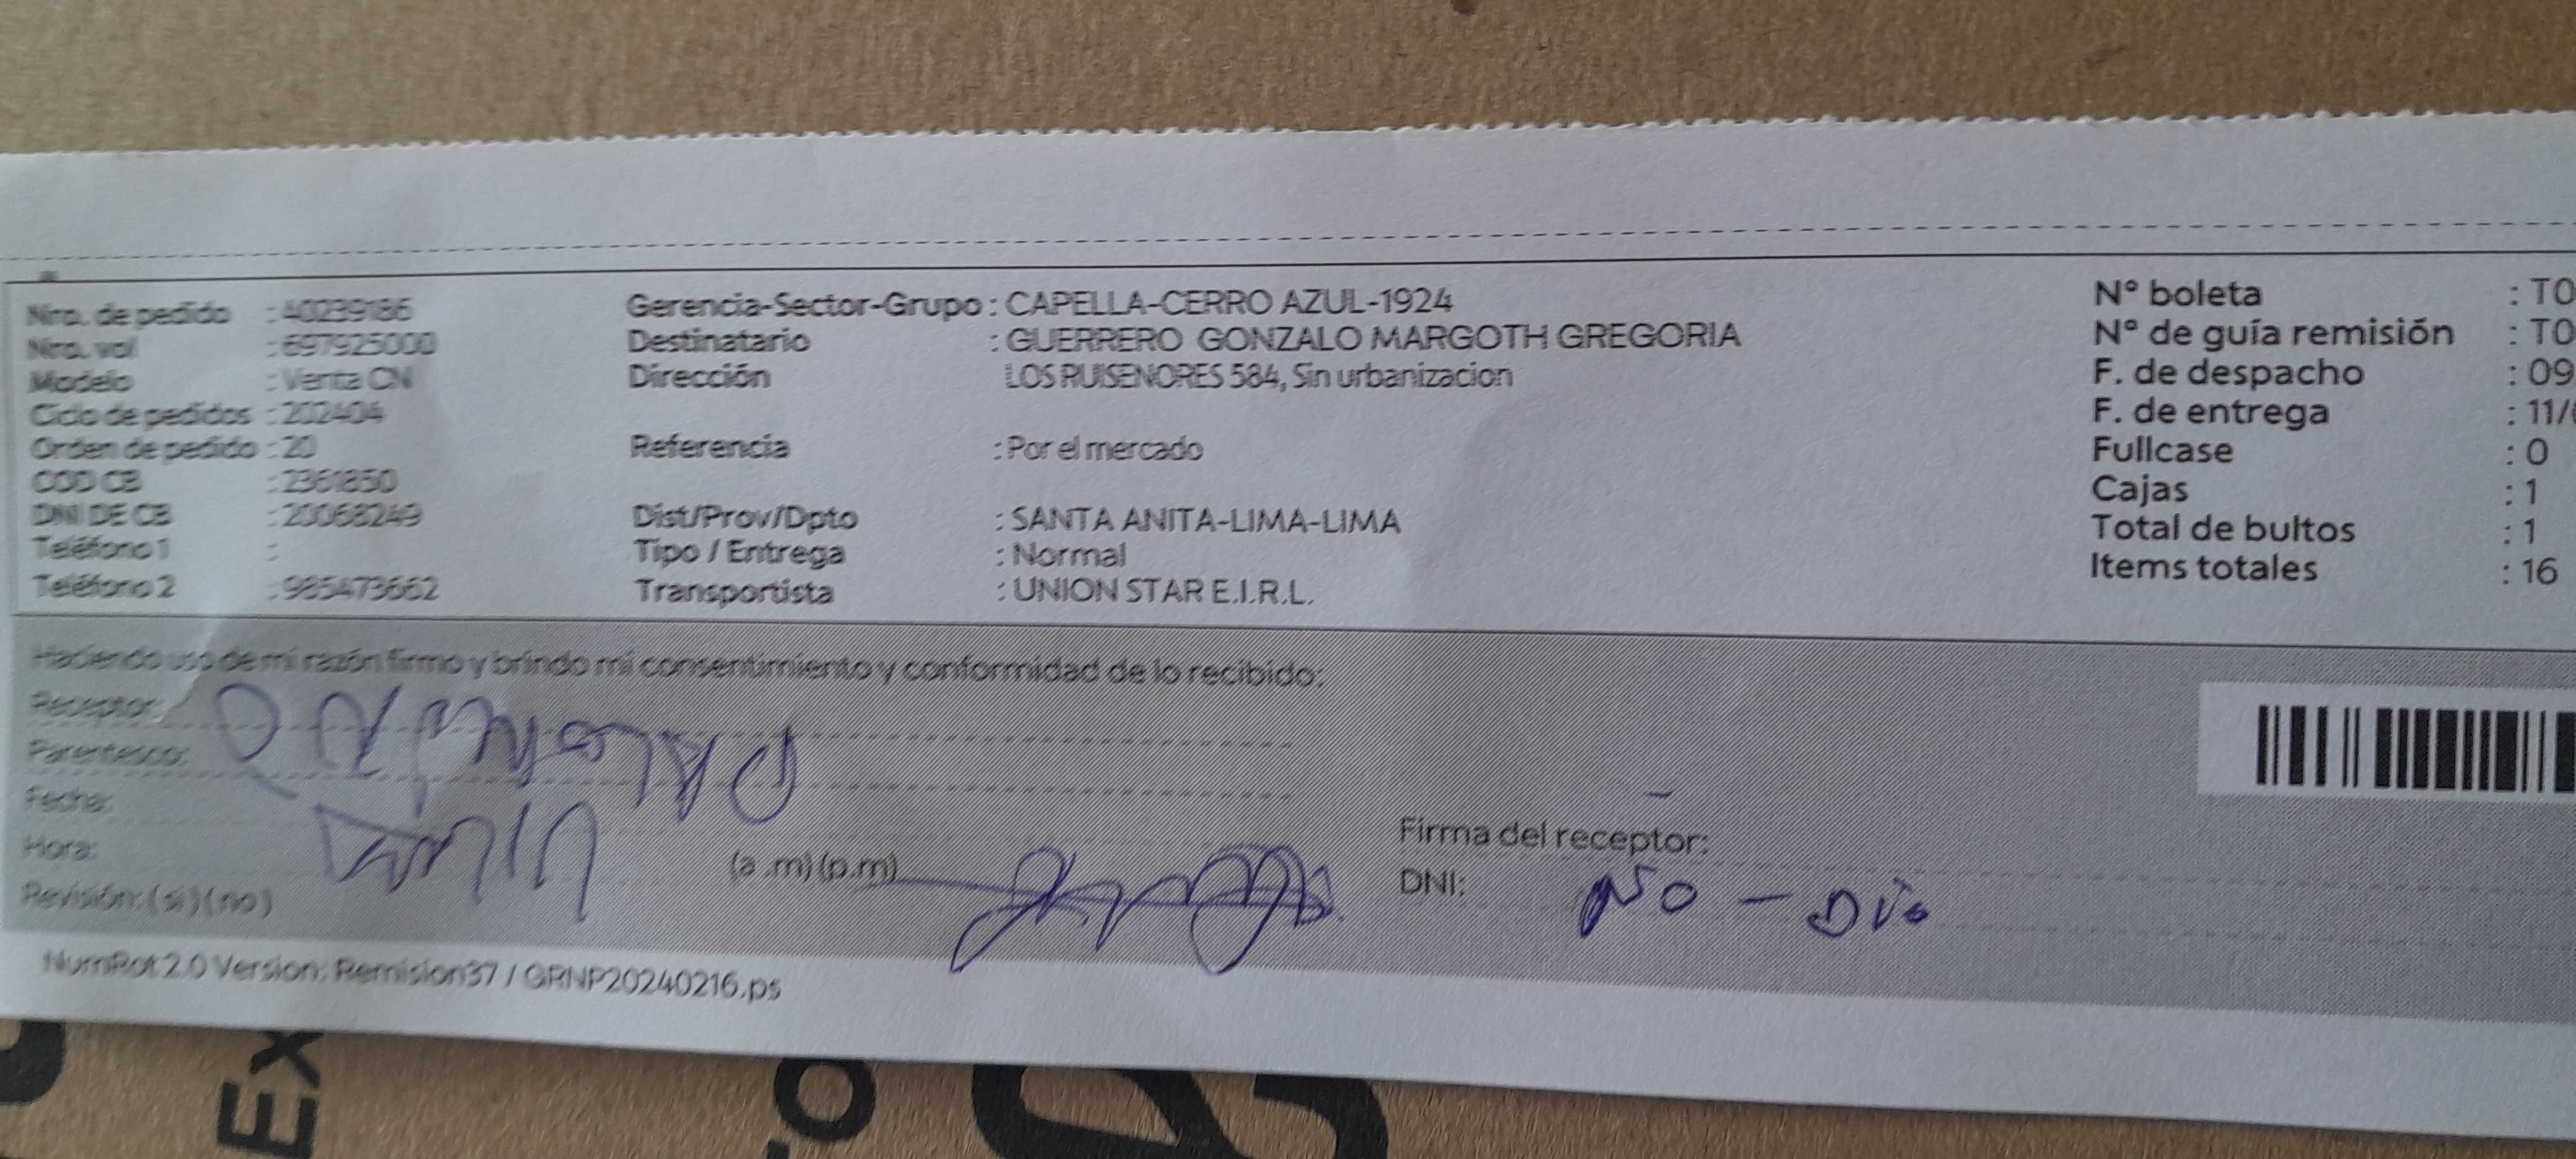 Nro. de pedido : 40239186
Nro. vol : 697925000
Modelo : Venta CN
Ciclo de pedidos : 202404
Orden de pedido : 20
COD CB : 2361850
DNI DE CB : 20068249
Teléfono 1 :
Teléfono 2 : 985473662
Gerencia-Sector-Grupo : CAPELLA-CERRO AZUL-1924
Destinatario : GUERRERO GONZALO MARGOTH GREGORIA
Dirección LOS RUISENORES 584, Sin urbanizacion
Referencia : Por el mercado
Dist/Prov/Dpto : SANTA ANITA-LIMA-LIMA
Tipo / Entrega : Normal
Transportista : UNION STAR E.I.R.L.
N° boleta : T0
N° de guía remisión : T0
F. de despacho : 09
F. de entrega : 11/
Fullcase : 0
Cajas : 1
Total de bultos : 1
Items totales : 16
Haciendo uso de mi razón firmo y brindo mi consentimiento y conformidad de lo recibido:
Receptor:
Parentesco:
Fecha:
Hora: (a .m) (p.m)
Revisión: ( si ) ( no )
Firma del receptor:
DNI: NO - DIO
NumRot 2.0 Version: Remision37 / GRNP20240216.ps
Ex